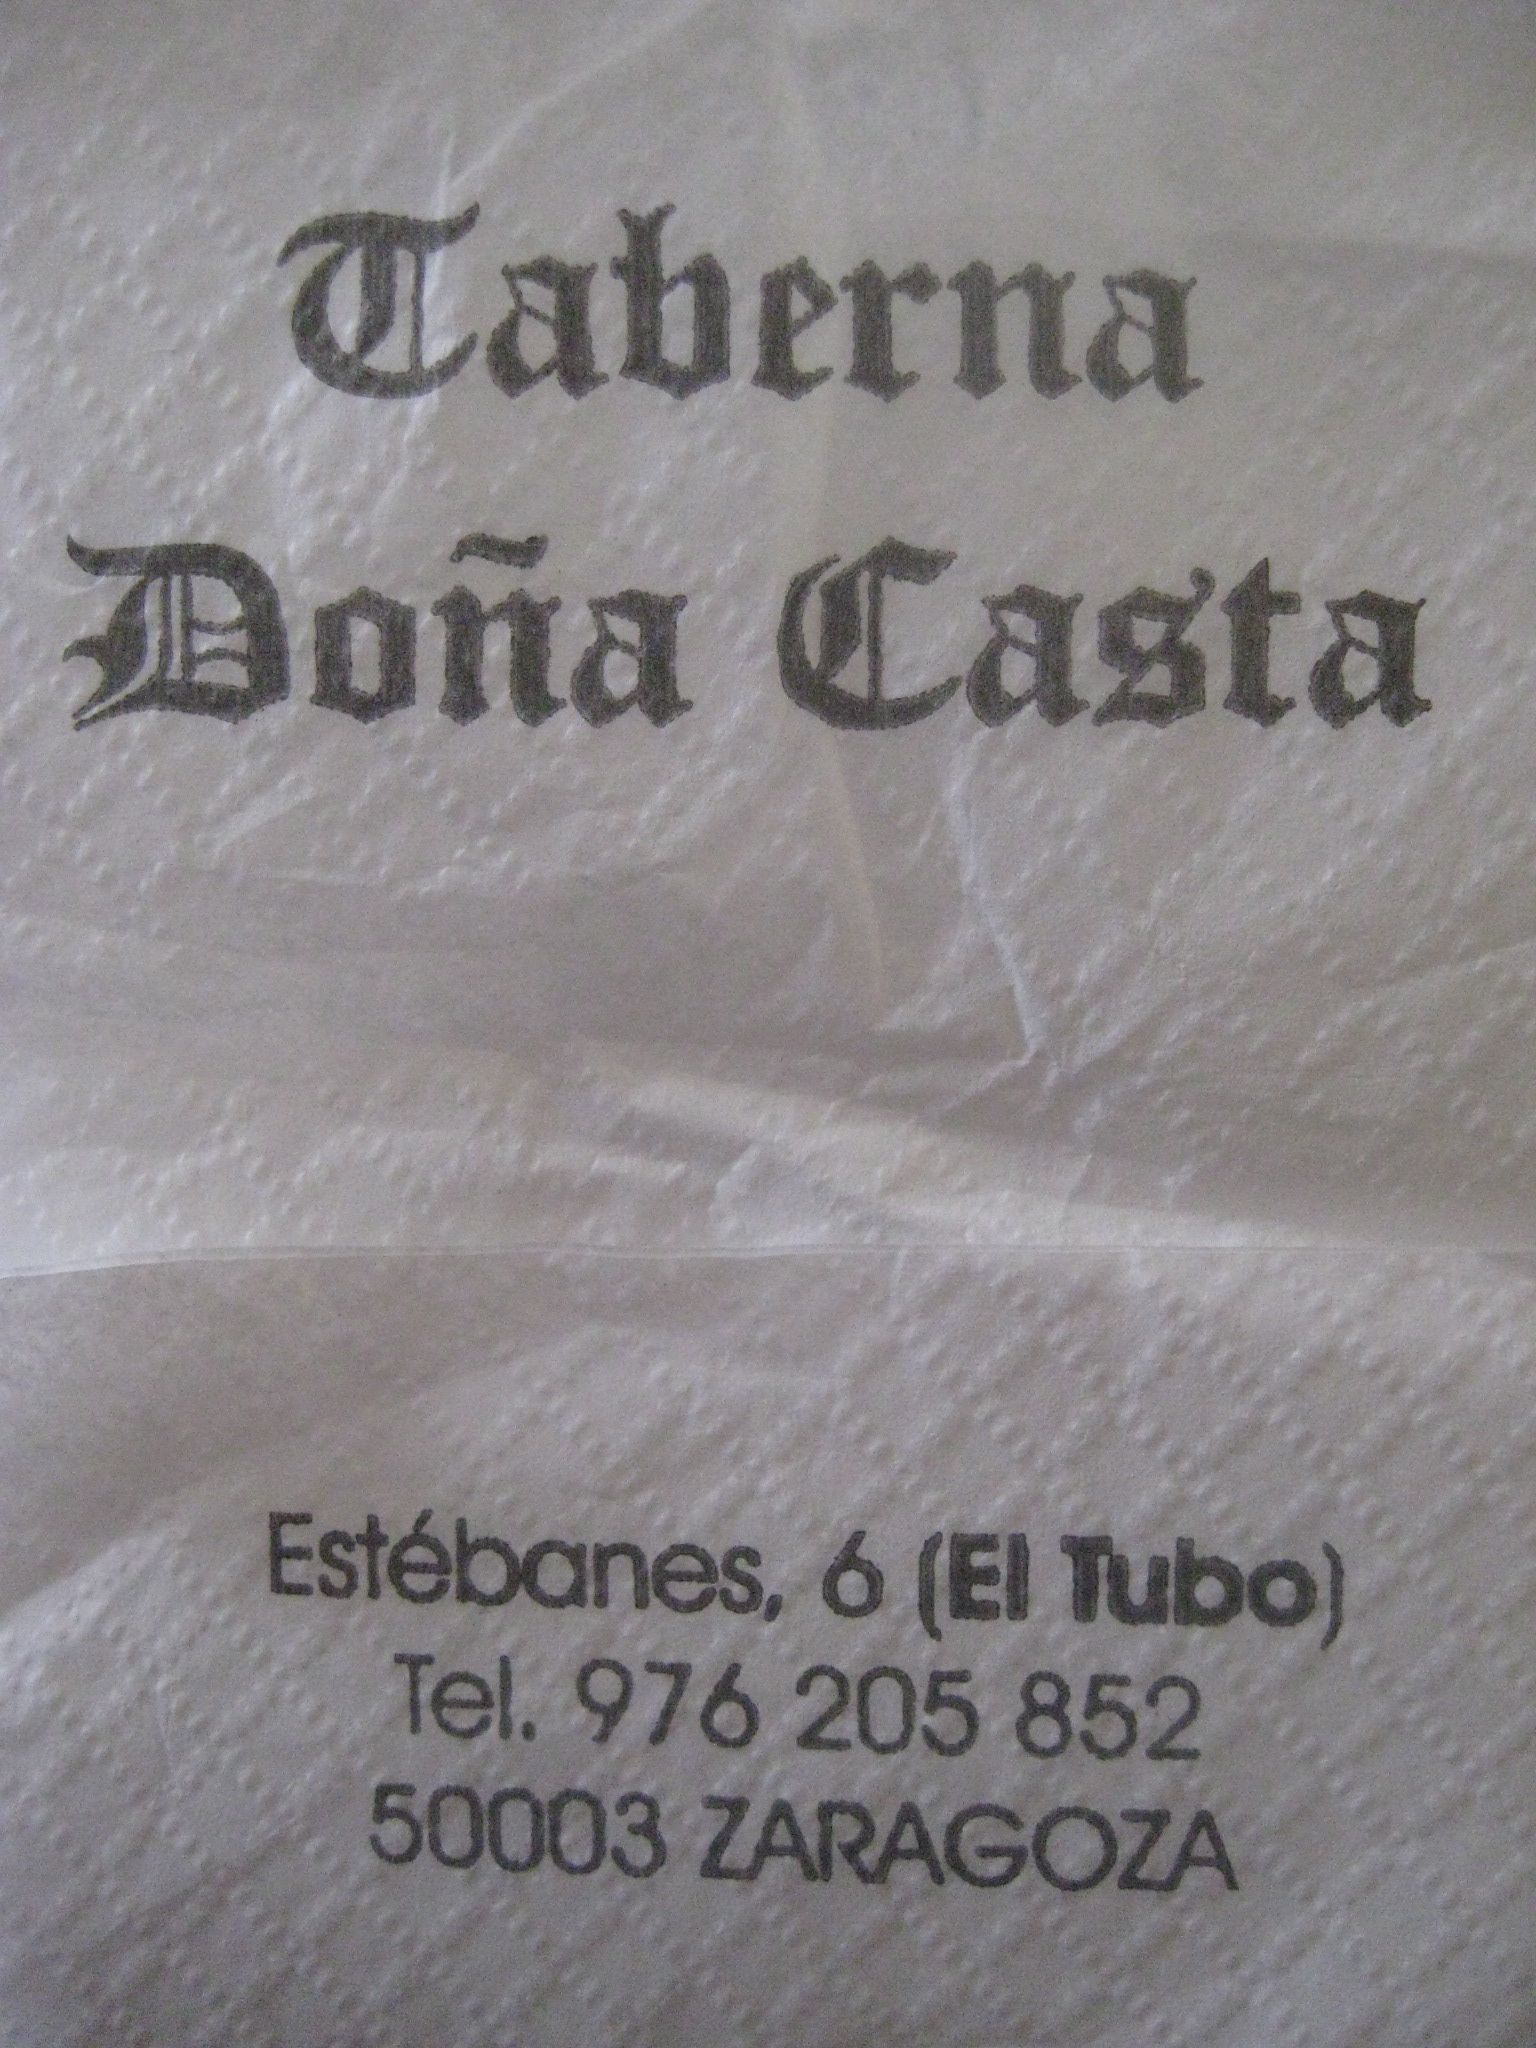 Taberna
Doña Casta
Estébanes, 6 (El Tubo)
Tel. 976 205 852
50003 ZARAGOZA